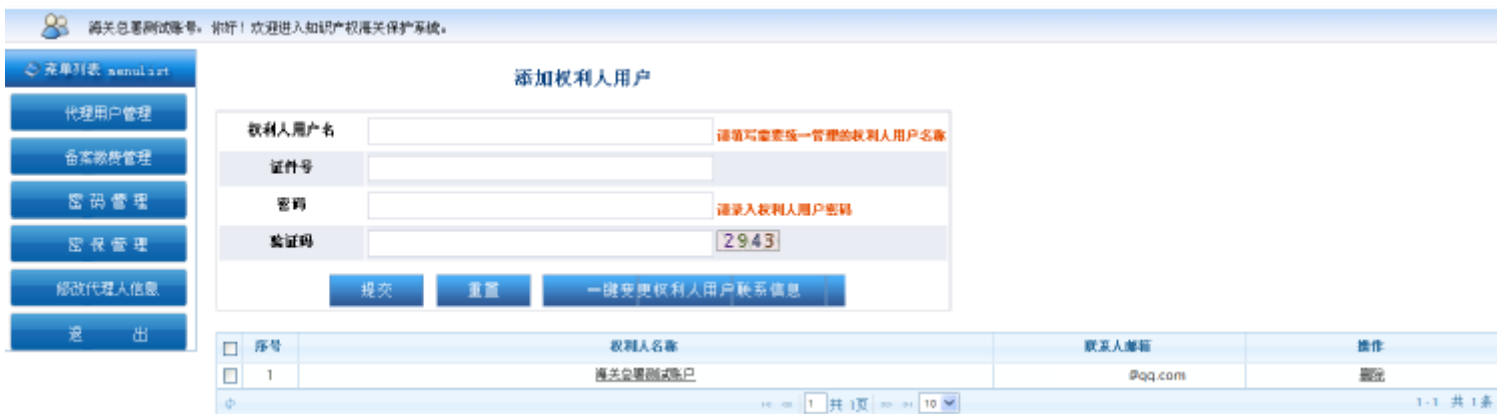 海关总署测试账号。你好！欢迎进入知识产权海关保护系统。
菜单列表 menulist
代理用户管理
备案缴费管理
密 码 管 理
密 保 管 理
修改代理人信息
退 出
添加权利人用户
权利人用户名 请填写需要统一管理的权利人用户名称
证件号
密码 请录入权利人用户密码
验证码 2943
提交 重置 一键变更权利人用户联系信息
序号 权利人名称 联系人邮箱 操作
1 海关总署测试账户 @qq.com 删除
1 共 1页 10 1-1 共 1条